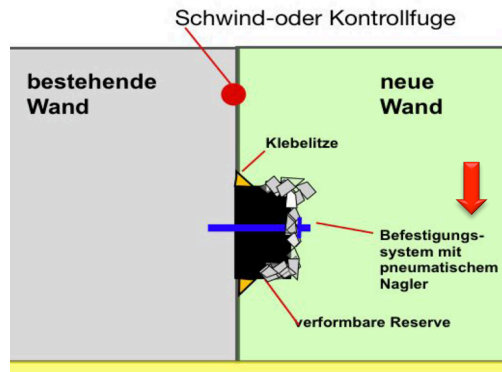 Schwind-oder Kontrollfuge
bestehende
Wand
neue
Wand
Klebelitze
Befestigungs-
system mit
pneumatischem
Nagler
verformbare Reserve